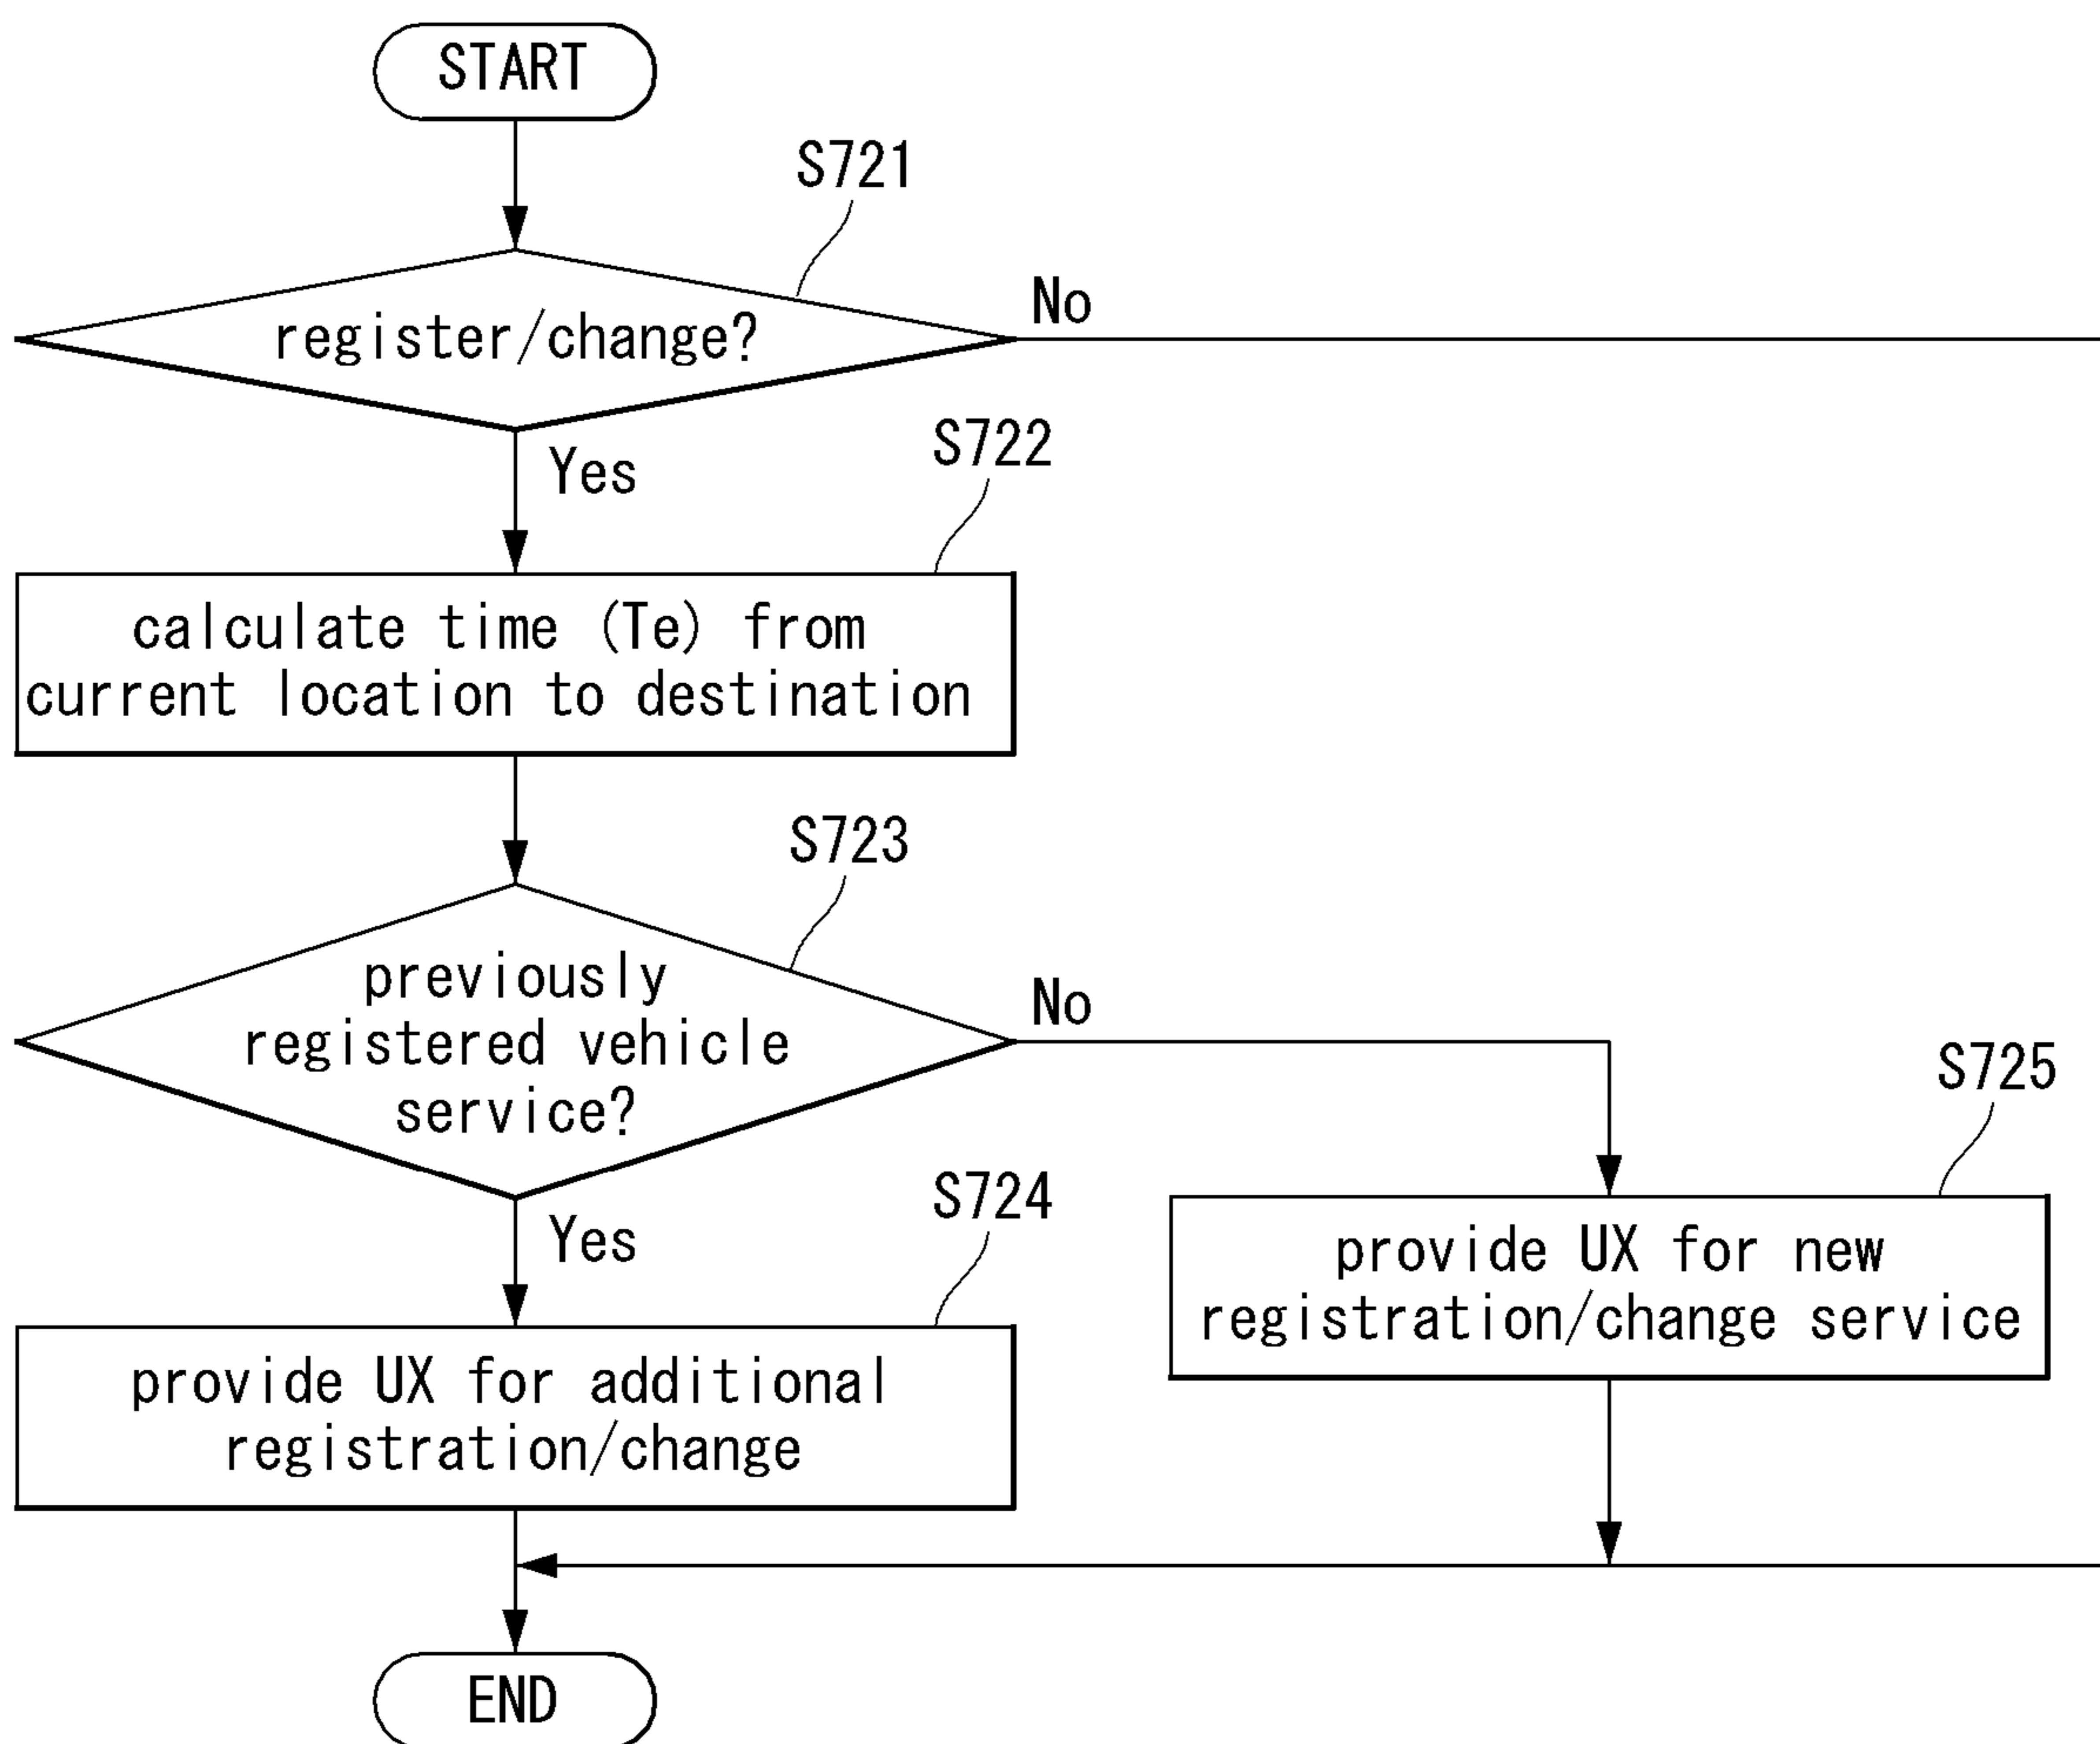 START
S721
register/change?
No
Yes
S722
calculate time (Te) from
current location to destination
S723
previously
registered vehicle
service?
No
Yes
S724
S725
provide UX for additional
registration/change
provide UX for new
registration/change service
END